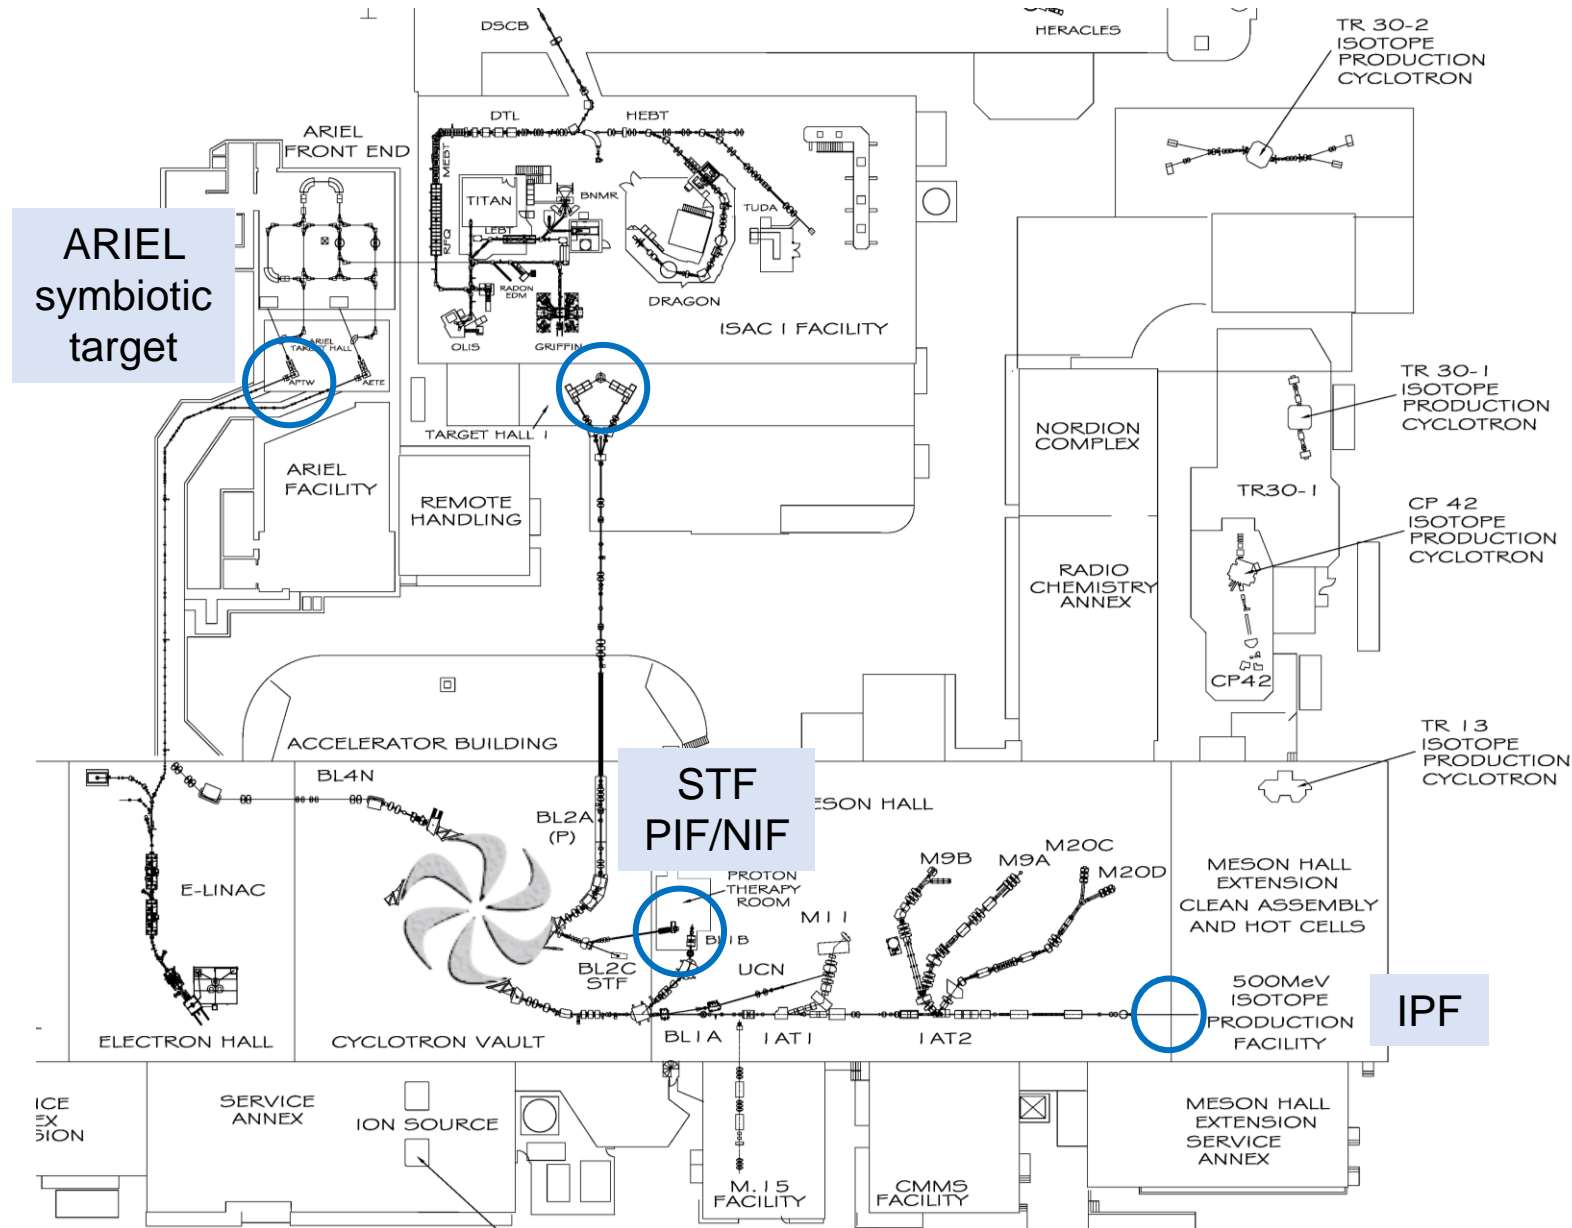 DSCB
HERACLES
TR 30-2
ISOTOPE
PRODUCTION
CYCLOTRON
ARIEL
FRONT END
DTL
HEBT
MEBT
TITAN
BNMR
TUDA
RFQ
LEBT
RADON
EDM
DRAGON
OLIS
GRIFFIN
ISAC I FACILITY
ARIEL
symbiotic
target
ARIEL
TARGET HALL
APTW
AETE
TARGET HALL 1
TR 30-1
ISOTOPE
PRODUCTION
CYCLOTRON
NORDION
COMPLEX
ARIEL
FACILITY
REMOTE
HANDLING
TR30-1
CP 42
ISOTOPE
PRODUCTION
CYCLOTRON
RADIO
CHEMISTRY
ANNEX
CP42
TR 13
ISOTOPE
PRODUCTION
CYCLOTRON
ACCELERATOR BUILDING
BL4N
BL2A
(P)
STF
PIF/NIF
HALL
PROTON
THERAPY
ROOM
M9B
M9A
M20C
M20D
MESON HALL
EXTENSION
CLEAN ASSEMBLY
AND HOT CELLS
E-LINAC
M11
BL1B
BL2C
STF
UCN
500MeV
ISOTOPE
PRODUCTION
FACILITY
IPF
ELECTRON HALL
CYCLOTRON VAULT
BL1A
1AT1
1AT2
SERVICE
ANNEX
ION SOURCE
MESON HALL
EXTENSION
SERVICE
ANNEX
M.15
FACILITY
CMMS
FACILITY